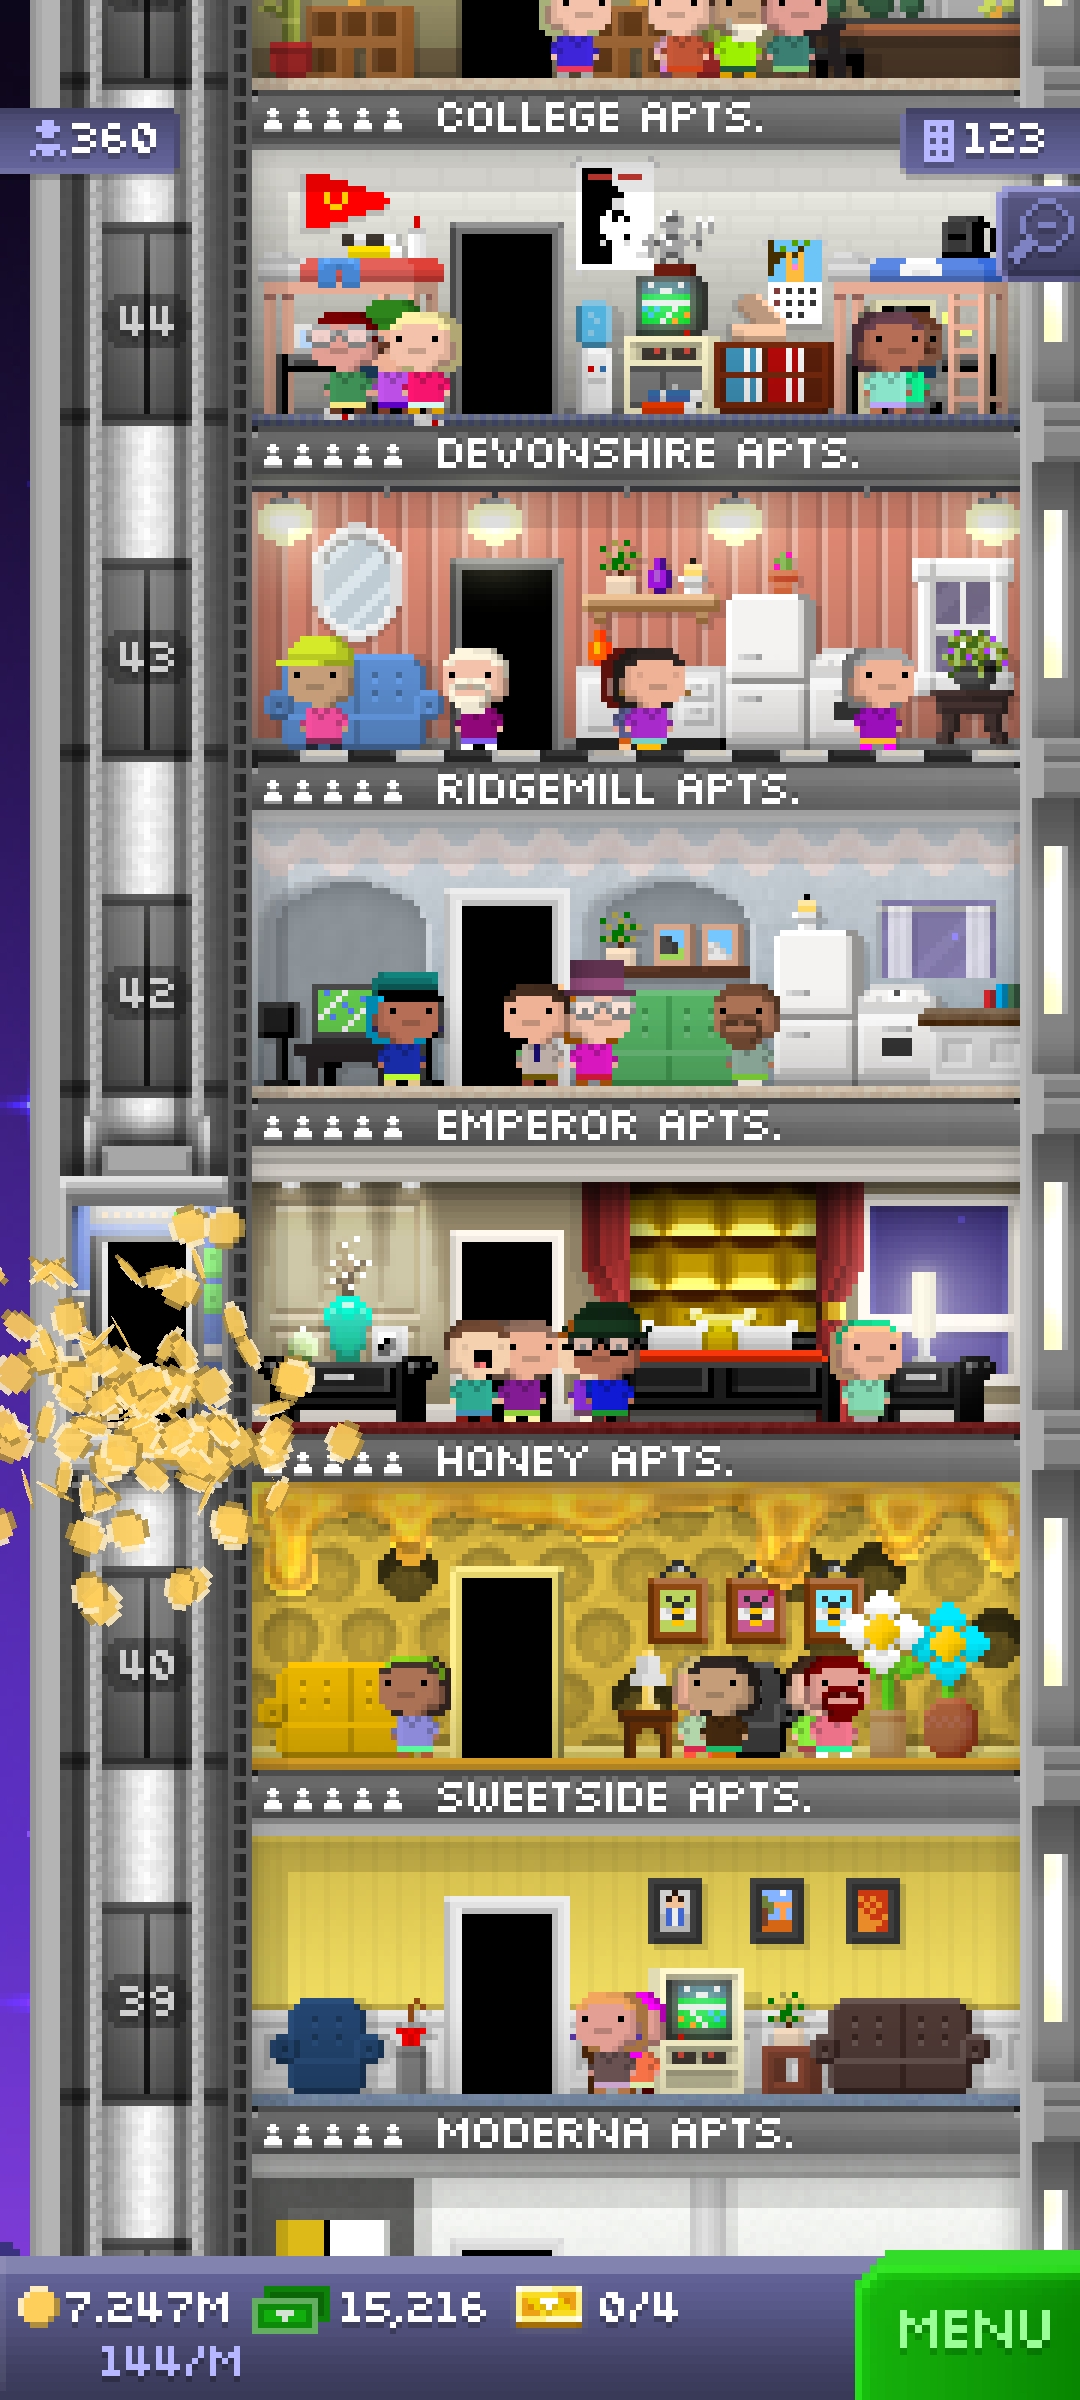 COLLEGE APTS.
360
123
44
DEVONSHIRE APTS.
43
RIDGEMILL APTS.
42
EMPEROR APTS.
HONEY APTS.
40
SWEETSIDE APTS.
39
MODERNA APTS.
7.247M 15,216 0/4
144/M
MENU